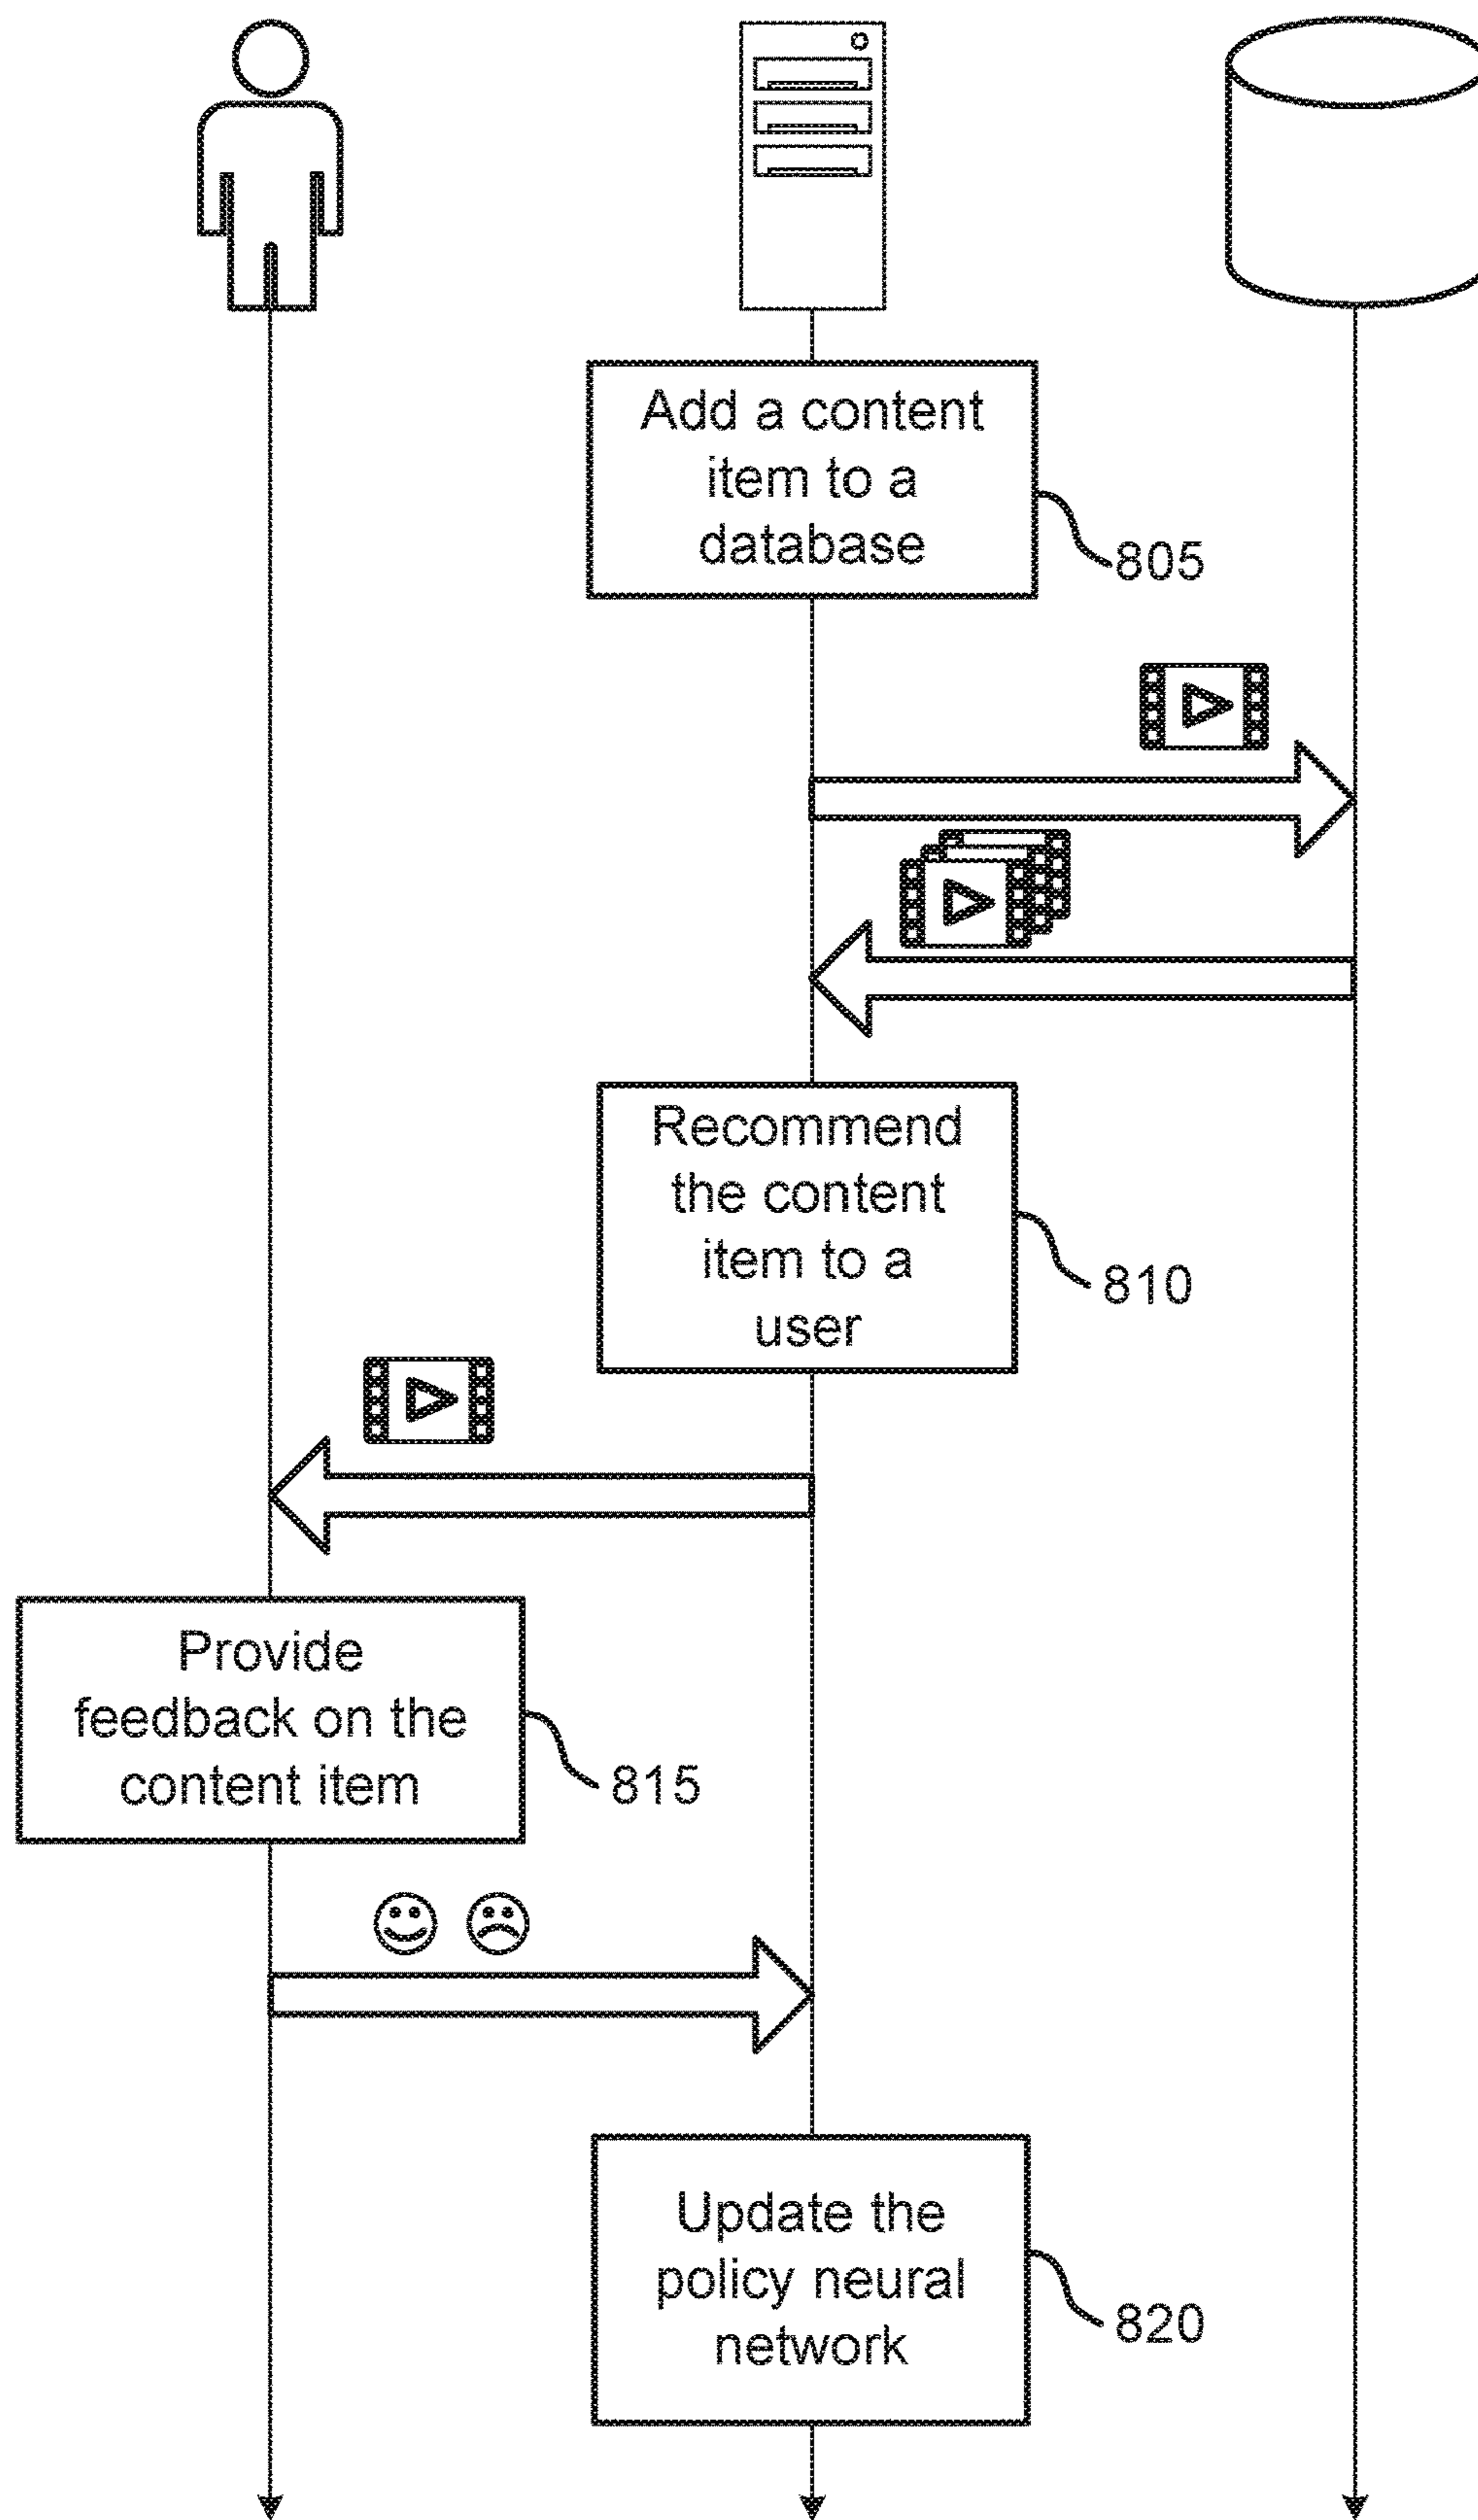 Add a content
item to a
database
805
Recommend
the content
item to a
user
810
Provide
feedback on the
content item
815
Update the
policy neural
network
820